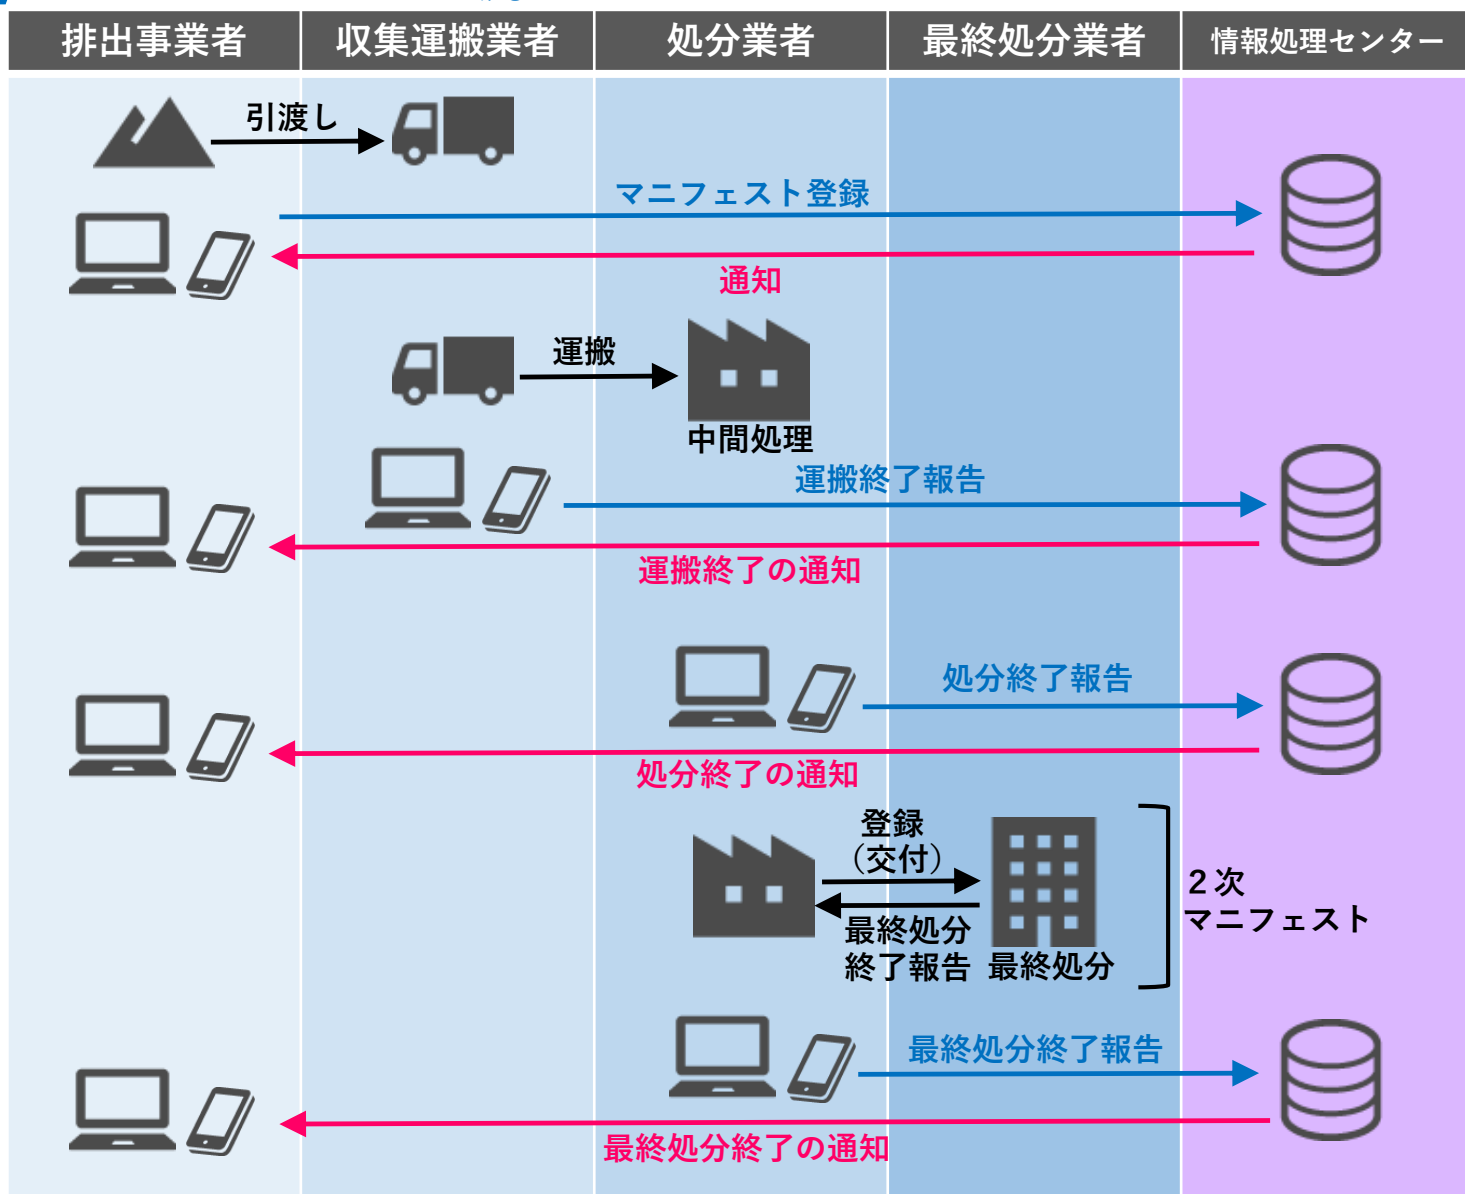 排出事業者
収集運搬業者
処分業者
最終処分業者
情報処理センター
引渡し
マニフェスト登録
通知
運搬
中間処理
運搬終了報告
運搬終了の通知
処分終了報告
処分終了の通知
登録
（交付）
最終処分
終了報告
最終処分
２次
マニフェスト
最終処分終了報告
最終処分終了の通知